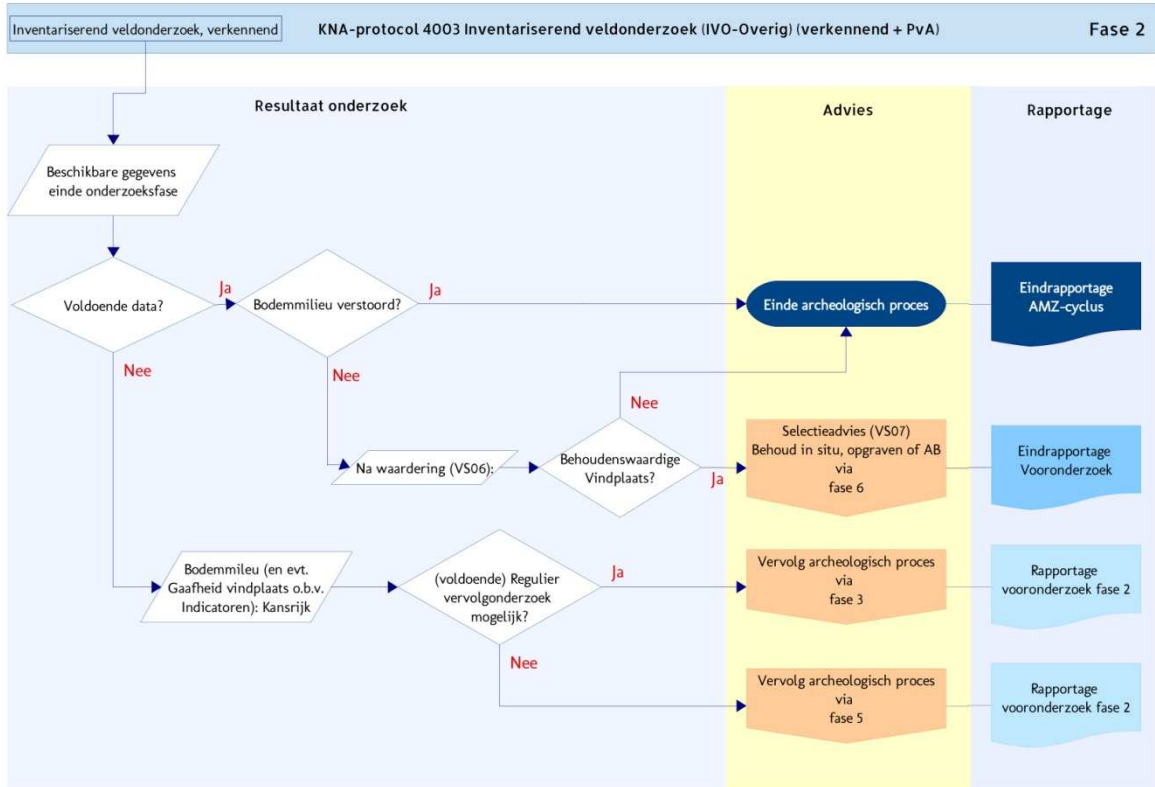 Inventariserend veldonderzoek, verkennend
KNA-protocol 4003 Inventariserend veldonderzoek (IVO-Overig) (verkennend + PvA)
Fase 2
Resultaat onderzoek
Advies
Rapportage
Beschikbare gegevens
einde onderzoeksfase
Voldoende data?
Ja
Bodemmilieu verstoord?
Ja
Einde archeologisch proces
Eindrapportage
AMZ-cyclus
Nee
Nee
Nee
Na waardering (VS06):
Behoudenswaardige
Vindplaats?
Ja
Selectieadvies (VS07)
Behoud in situ, opgraven of AB
via
fase 6
Eindrapportage
Vooronderzoek
Bodemmileu (en evt.
Gaafheid vindplaats o.b.v.
Indicatoren): Kansrijk
(voldoende) Regulier
vervolgonderzoek
mogelijk?
Ja
Vervolg archeologisch proces
via
fase 3
Rapportage
vooronderzoek fase 2
Nee
Vervolg archeologisch proces
via
fase 5
Rapportage
vooronderzoek fase 2